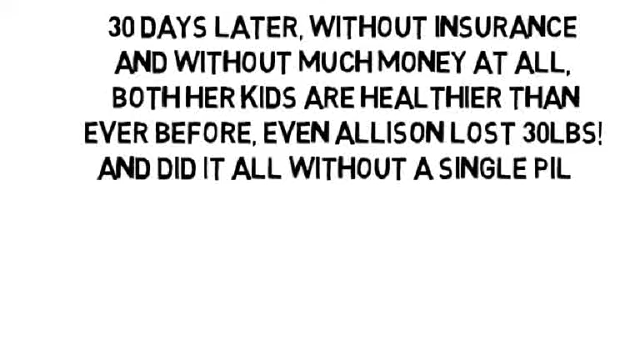 30 DAYS LATER, WITHOUT INSURANCE
AND WITHOUT MUCH MONEY AT ALL,
BOTH HER KIDS ARE HEALTHIER THAN
EVER BEFORE, EVEN ALLISON LOST 30LBS!
AND DID IT ALL WITHOUT A SINGLE PIL